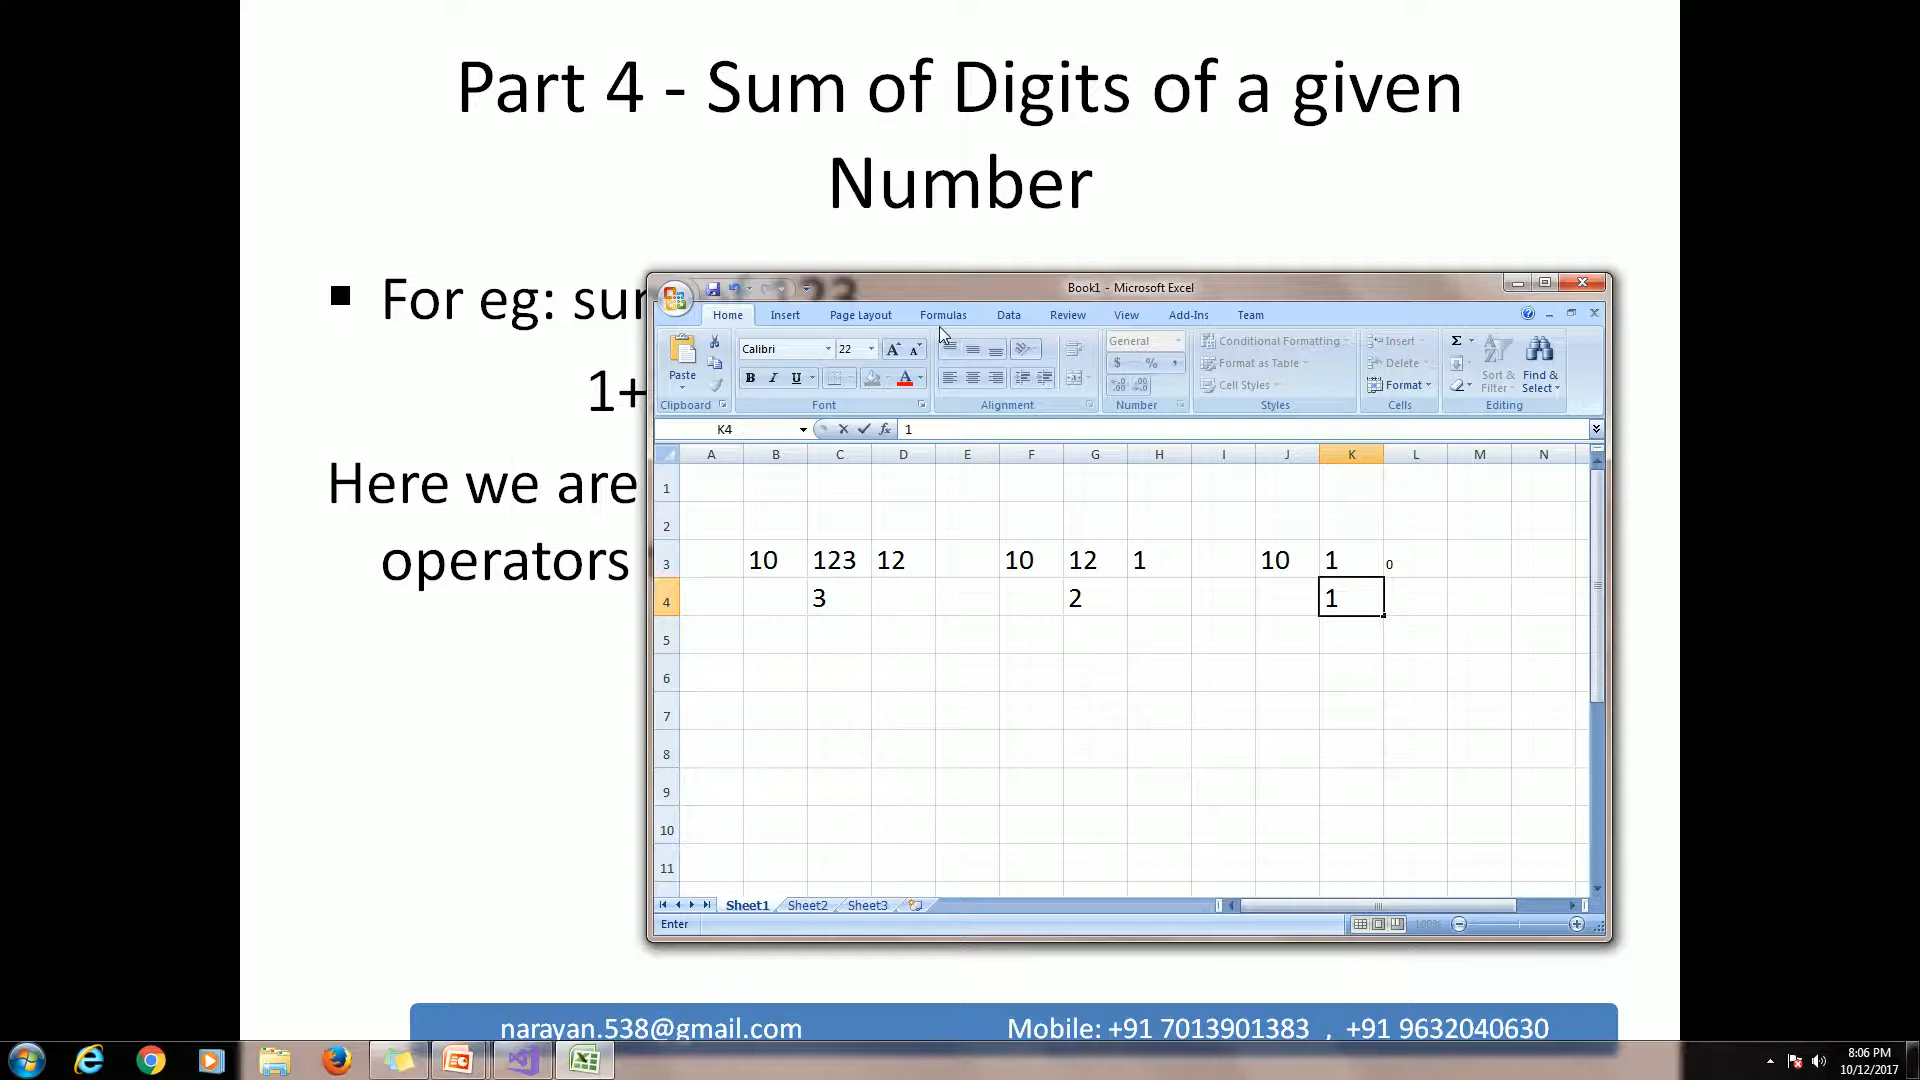 Part 4 - Sum of Digits of a given
Number
For eg: sum
1+
Here we are
operators
Book1 - Microsoft Excel
Home Insert Page Layout Formulas Data Review View Add-Ins Team
Paste
Calibri 22
B I U
General
$ % ,
Conditional Formatting
Format as Table
Cell Styles
Insert
Delete
Format
Σ
Sort &
Filter
Find &
Select
Clipboard Font Alignment Number Styles Cells Editing
K4 fx 1
A B C D E F G H I J K L M N
1
2
3 10 123 12 10 12 1 10 1 0
4 3 2 1
5
6
7
8
9
10
11
Sheet1 Sheet2 Sheet3
Enter 100%
narayan.538@gmail.com Mobile: +91 7013901383 , +91 9632040630
8:06 PM
10/12/2017